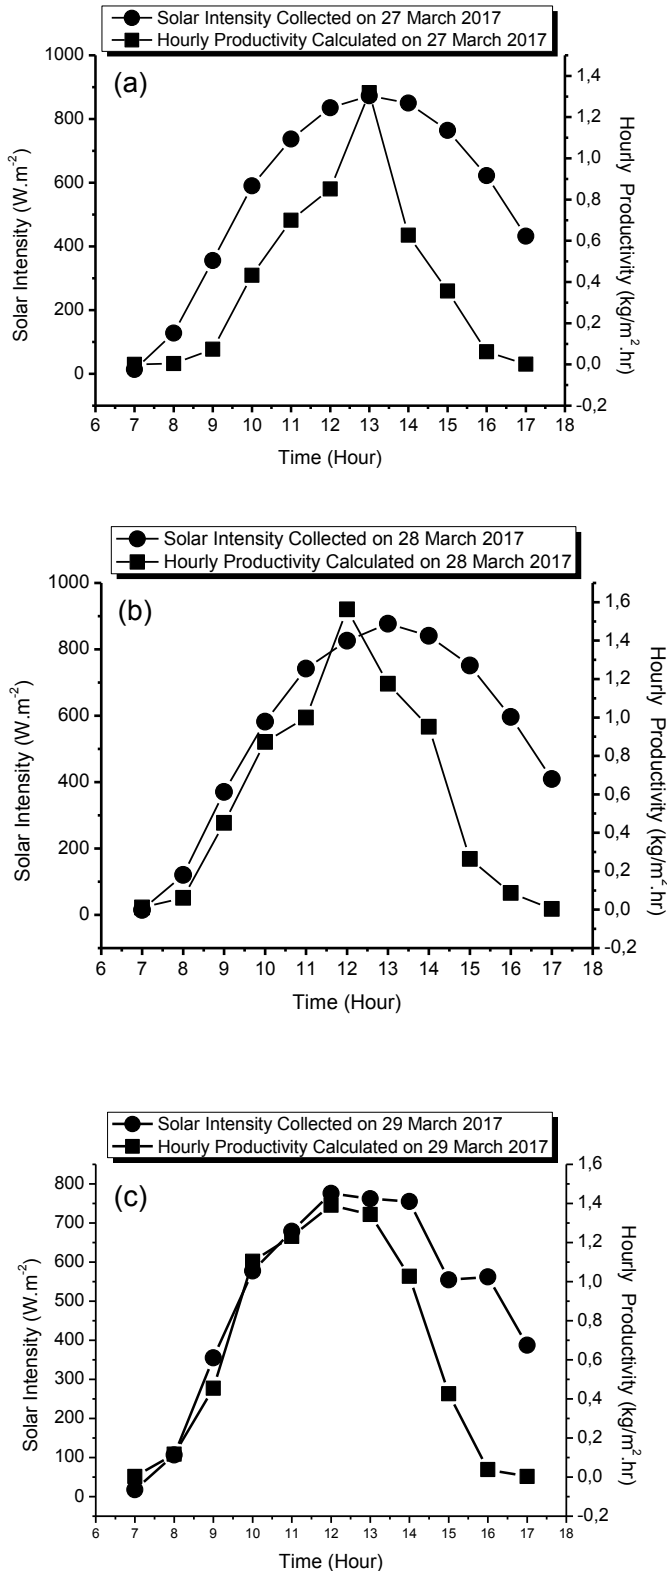 Solar Intensity Collected on 27 March 2017
Hourly Productivity Calculated on 27 March 2017
(a)
1000
800
600
400
200
0
Solar Intensity (W.m-2)
1,4
1,2
1,0
0,8
0,6
0,4
0,2
0,0
-0,2
Hourly Productivity (kg/m2.hr)
6 7 8 9 10 11 12 13 14 15 16 17 18
Time (Hour)
Solar Intensity Collected on 28 March 2017
Hourly Productivity Calculated on 28 March 2017
(b)
1000
800
600
400
200
0
Solar Intensity (W.m-2)
1,6
1,4
1,2
1,0
0,8
0,6
0,4
0,2
0,0
-0,2
Hourly Productivity (kg/m2.hr)
6 7 8 9 10 11 12 13 14 15 16 17 18
Time (Hour)
Solar Intensity Collected on 29 March 2017
Hourly Productivity Calculated on 29 March 2017
(c)
800
700
600
500
400
300
200
100
0
Solar Intensity (W.m-2)
1,6
1,4
1,2
1,0
0,8
0,6
0,4
0,2
0,0
-0,2
Hourly Productivity (kg/m2.hr)
6 7 8 9 10 11 12 13 14 15 16 17 18
Time (Hour)